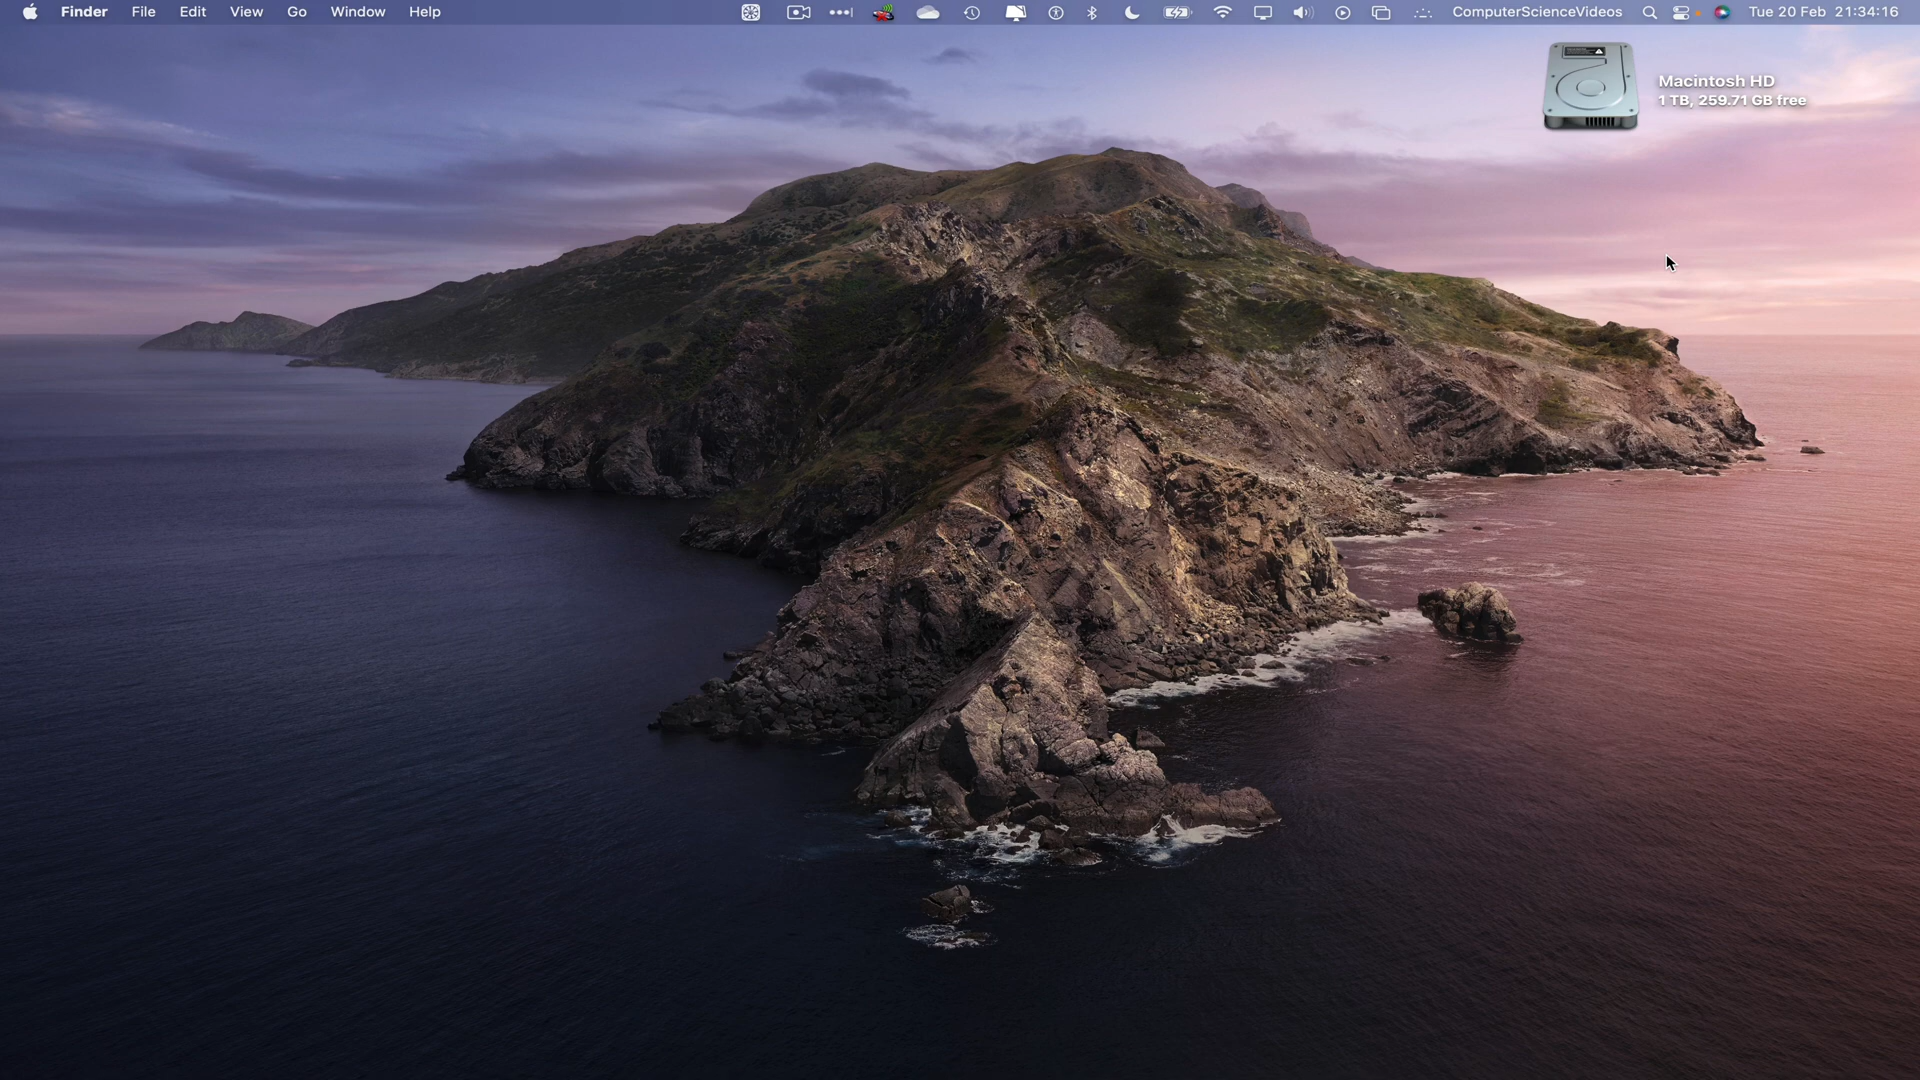 Finder File Edit View Go Window Help ComputerScienceVideos Tue 20 Feb 21:34:16
Macintosh HD
1 TB, 259.71 GB free